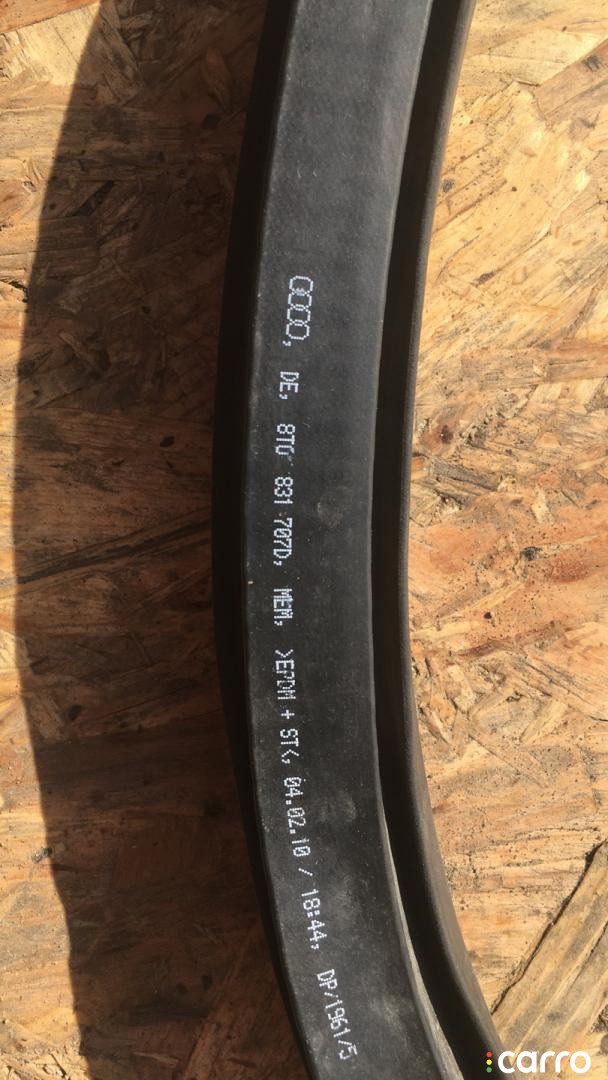 DE, 8T0 831 707D, MEM, >EPDM + ST<, 04.02.10 / 18:44, DP/1961/5
carro